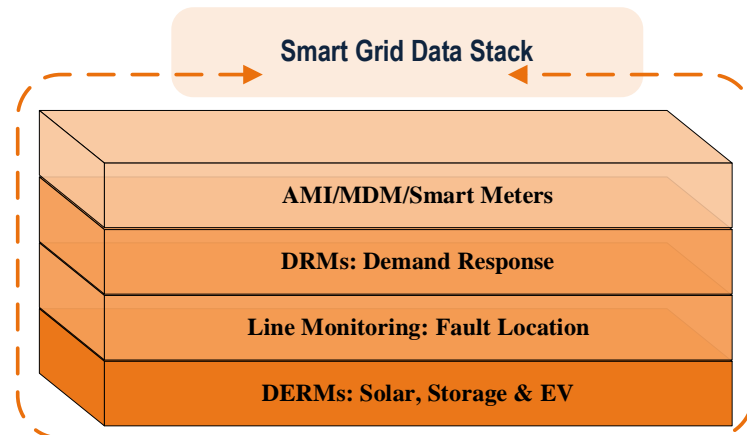 Smart Grid Data Stack
AMI/MDM/Smart Meters
DRMs: Demand Response
Line Monitoring: Fault Location
DERMs: Solar, Storage & EV